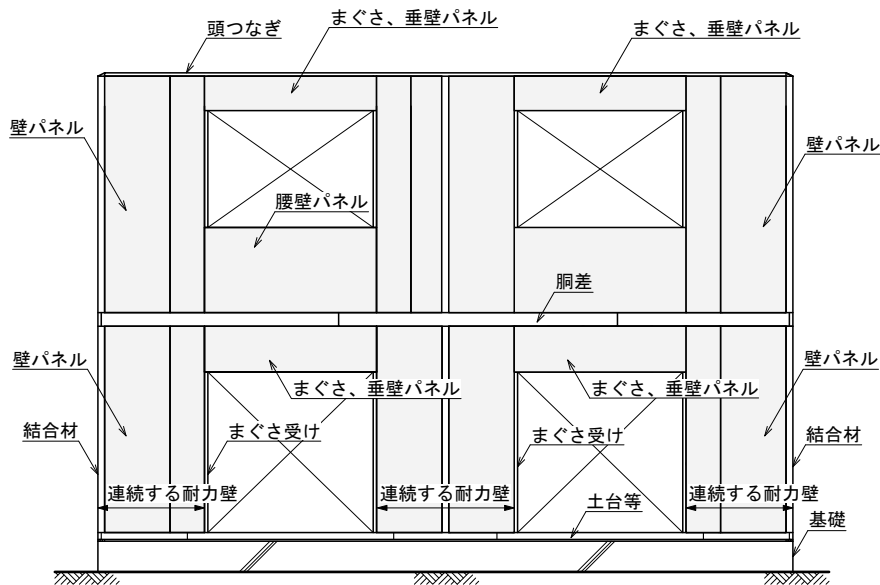 頭つなぎ
まぐさ、垂壁パネル
まぐさ、垂壁パネル
壁パネル
壁パネル
腰壁パネル
胴差
壁パネル
壁パネル
まぐさ、垂壁パネル
まぐさ、垂壁パネル
結合材
まぐさ受け
まぐさ受け
結合材
連続する耐力壁
連続する耐力壁
連続する耐力壁
土台等
基礎